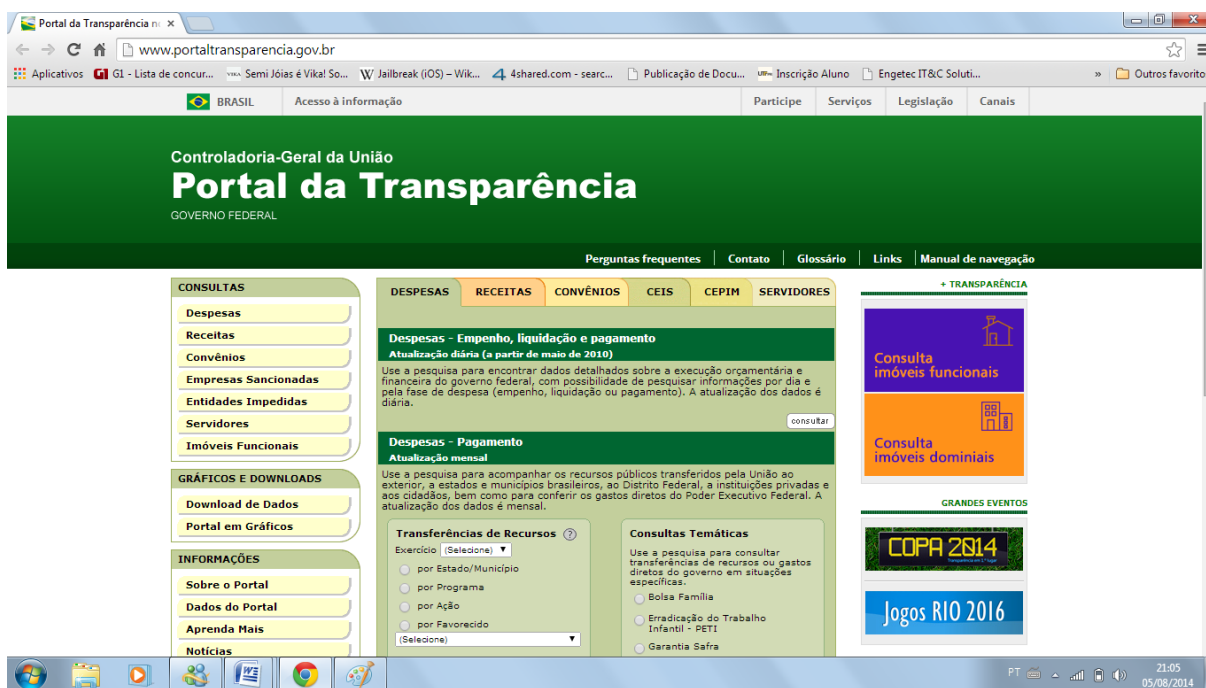 Portal da Transparência no
www.portaltransparencia.gov.br
Aplicativos
G1 - Lista de concur...
Semi Jóias é Vika! So...
Jailbreak (iOS) – Wik...
4shared.com - searc...
Publicação de Docu...
Inscrição Aluno
Engetec IT&C Soluti...
»
Outros favorito
BRASIL
Acesso à informação
Participe
Serviços
Legislação
Canais
Controladoria-Geral da União
Portal da Transparência
GOVERNO FEDERAL
Perguntas frequentes
Contato
Glossário
Links
Manual de navegação
CONSULTAS
Despesas
Receitas
Convênios
Empresas Sancionadas
Entidades Impedidas
Servidores
Imóveis Funcionais
GRÁFICOS E DOWNLOADS
Download de Dados
Portal em Gráficos
INFORMAÇÕES
Sobre o Portal
Dados do Portal
Aprenda Mais
Notícias
DESPESAS
RECEITAS
CONVÊNIOS
CEIS
CEPIM
SERVIDORES
Despesas - Empenho, liquidação e pagamento
Atualização diária (a partir de maio de 2010)
Use a pesquisa para encontrar dados detalhados sobre a execução orçamentária e
financeira do governo federal, com possibilidade de pesquisar informações por dia e
pela fase de despesa (empenho, liquidação ou pagamento). A atualização dos dados é
diária.
consultar
Despesas - Pagamento
Atualização mensal
Use a pesquisa para acompanhar os recursos públicos transferidos pela União ao
exterior, a estados e municípios brasileiros, ao Distrito Federal, a instituições privadas e
aos cidadãos, bem como para conferir os gastos diretos do Poder Executivo Federal. A
atualização dos dados é mensal.
Transferências de Recursos ?
Exercício (Selecione)
por Estado/Município
por Programa
por Ação
por Favorecido
(Selecione)
Consultas Temáticas
Use a pesquisa para consultar
transferências de recursos ou gastos
diretos do governo em situações
específicas.
Bolsa Família
Erradicação do Trabalho
Infantil - PETI
Garantia Safra
+ TRANSPARÊNCIA
Consulta
imóveis funcionais
Consulta
imóveis dominiais
GRANDES EVENTOS
COPA 2014
Transparência em 1º lugar
Jogos RIO 2016
PT
21:05
05/08/2014